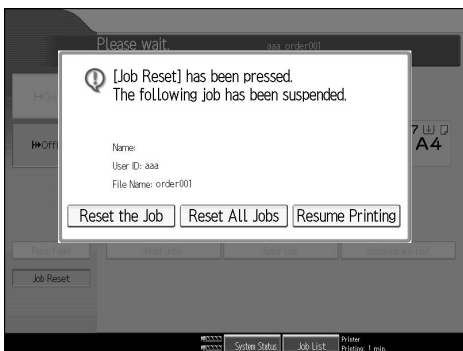 Please wait.
aaa order001
[Job Reset] has been pressed.
The following job has been suspended.
Name:
User ID: aaa
File Name: order001
Reset the Job
Reset All Jobs
Resume Printing
7
A4
Job Reset
System Status
Job List
Printer
Printing: 1 min.